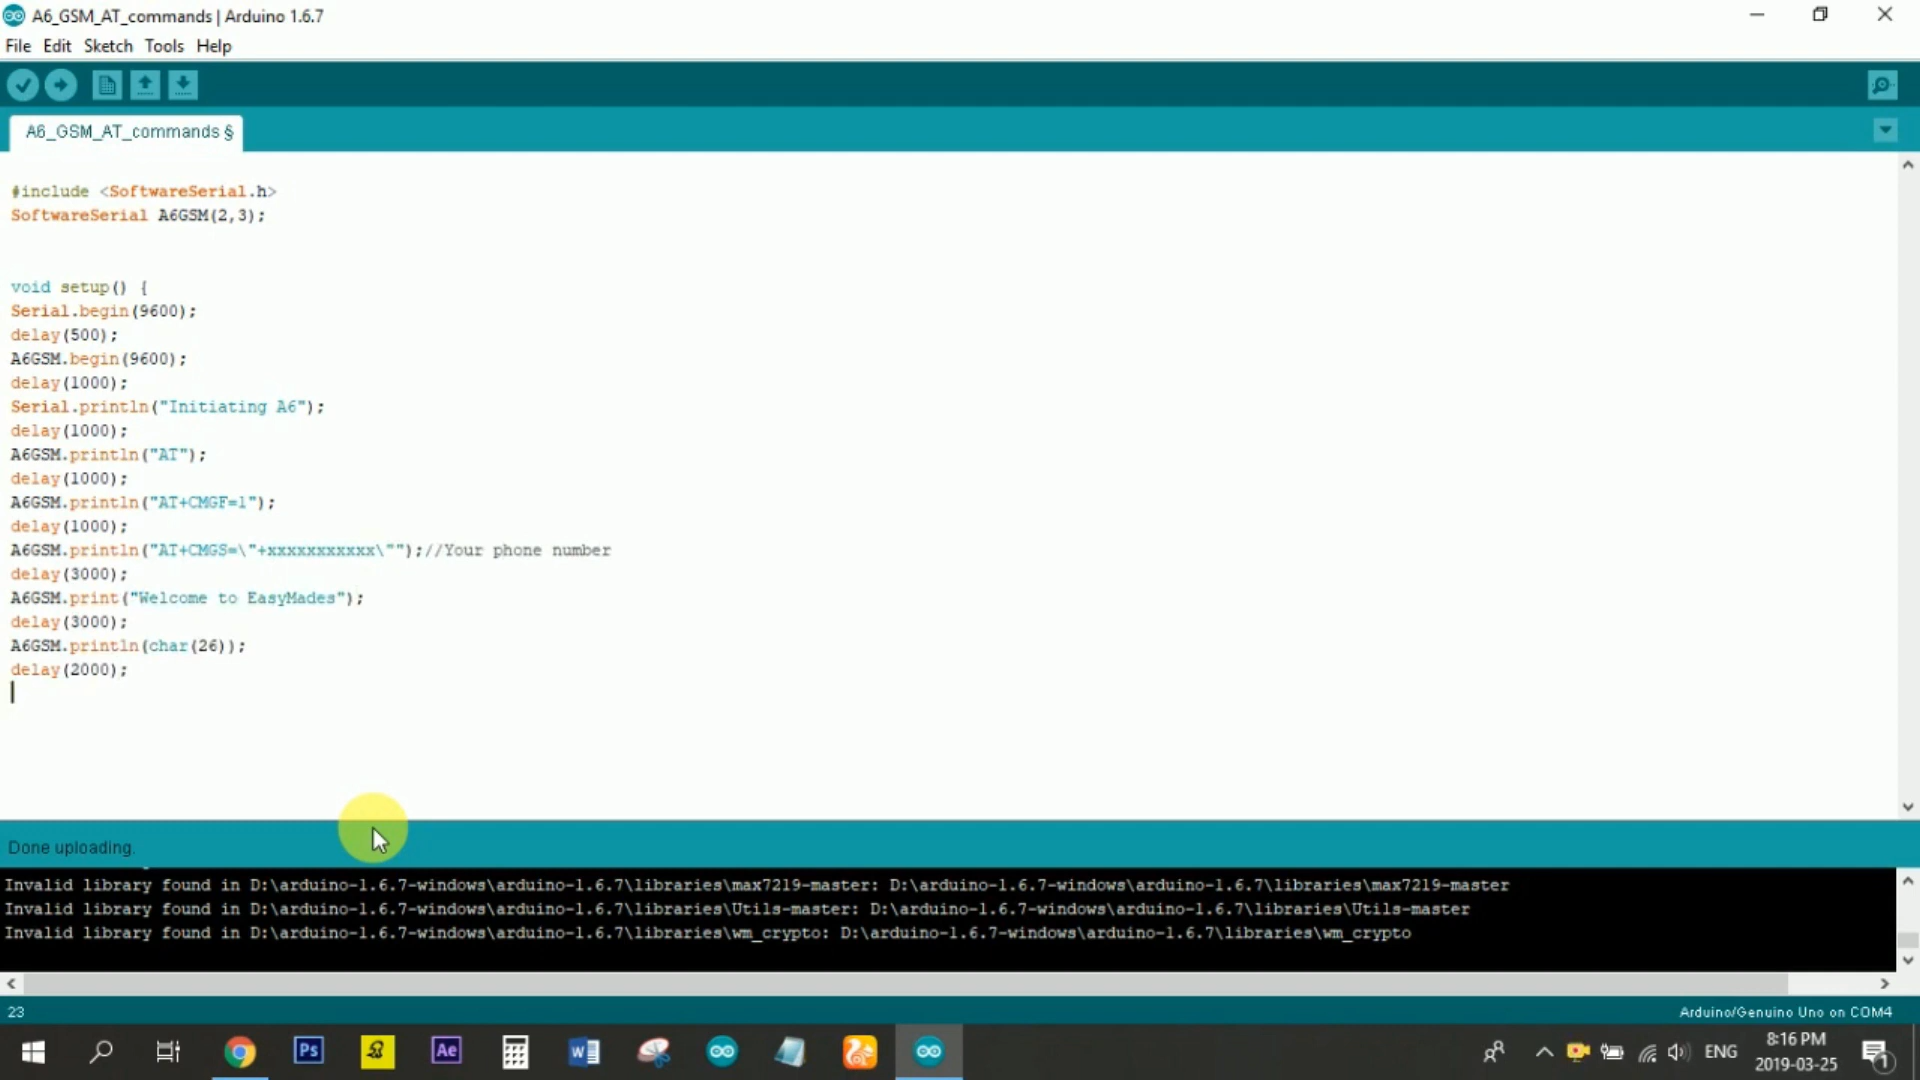 A6_GSM_AT_commands | Arduino 1.6.7
File Edit Sketch Tools Help
A6_GSM_AT_commands §
#include <SoftwareSerial.h>
SoftwareSerial A6GSM(2,3);
void setup() {
Serial.begin(9600);
delay(500);
A6GSM.begin(9600);
delay(1000);
Serial.println("Initiating A6");
delay(1000);
A6GSM.println("AT");
delay(1000);
A6GSM.println("AT+CMGF=1");
delay(1000);
A6GSM.println("AT+CMGS=\"+xxxxxxxxxxx\"");//Your phone number
delay(3000);
A6GSM.print("Welcome to EasyMades");
delay(3000);
A6GSM.println(char(26));
delay(2000);
Done uploading.
Invalid library found in D:\arduino-1.6.7-windows\arduino-1.6.7\libraries\max7219-master: D:\arduino-1.6.7-windows\arduino-1.6.7\libraries\max7219-master
Invalid library found in D:\arduino-1.6.7-windows\arduino-1.6.7\libraries\Utils-master: D:\arduino-1.6.7-windows\arduino-1.6.7\libraries\Utils-master
Invalid library found in D:\arduino-1.6.7-windows\arduino-1.6.7\libraries\wm_crypto: D:\arduino-1.6.7-windows\arduino-1.6.7\libraries\wm_crypto
23
Arduino/Genuino Uno on COM4
Ps
Ae
ENG
8:16 PM
2019-03-25
1